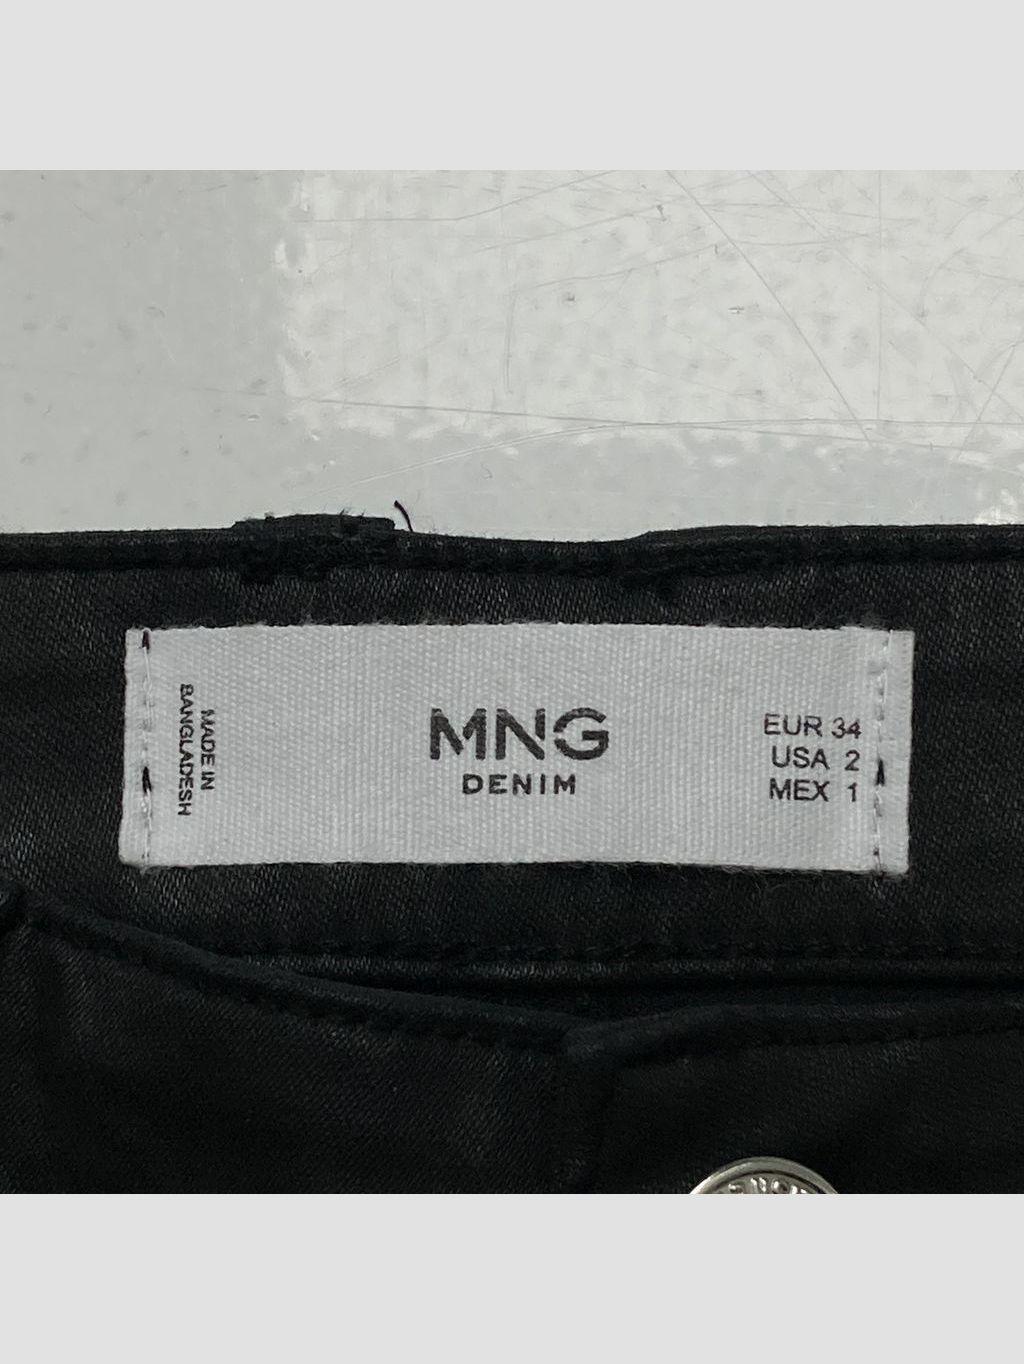 MADE IN
BANGLADESH
MNG
DENIM
EUR 34
USA 2
MEX 1